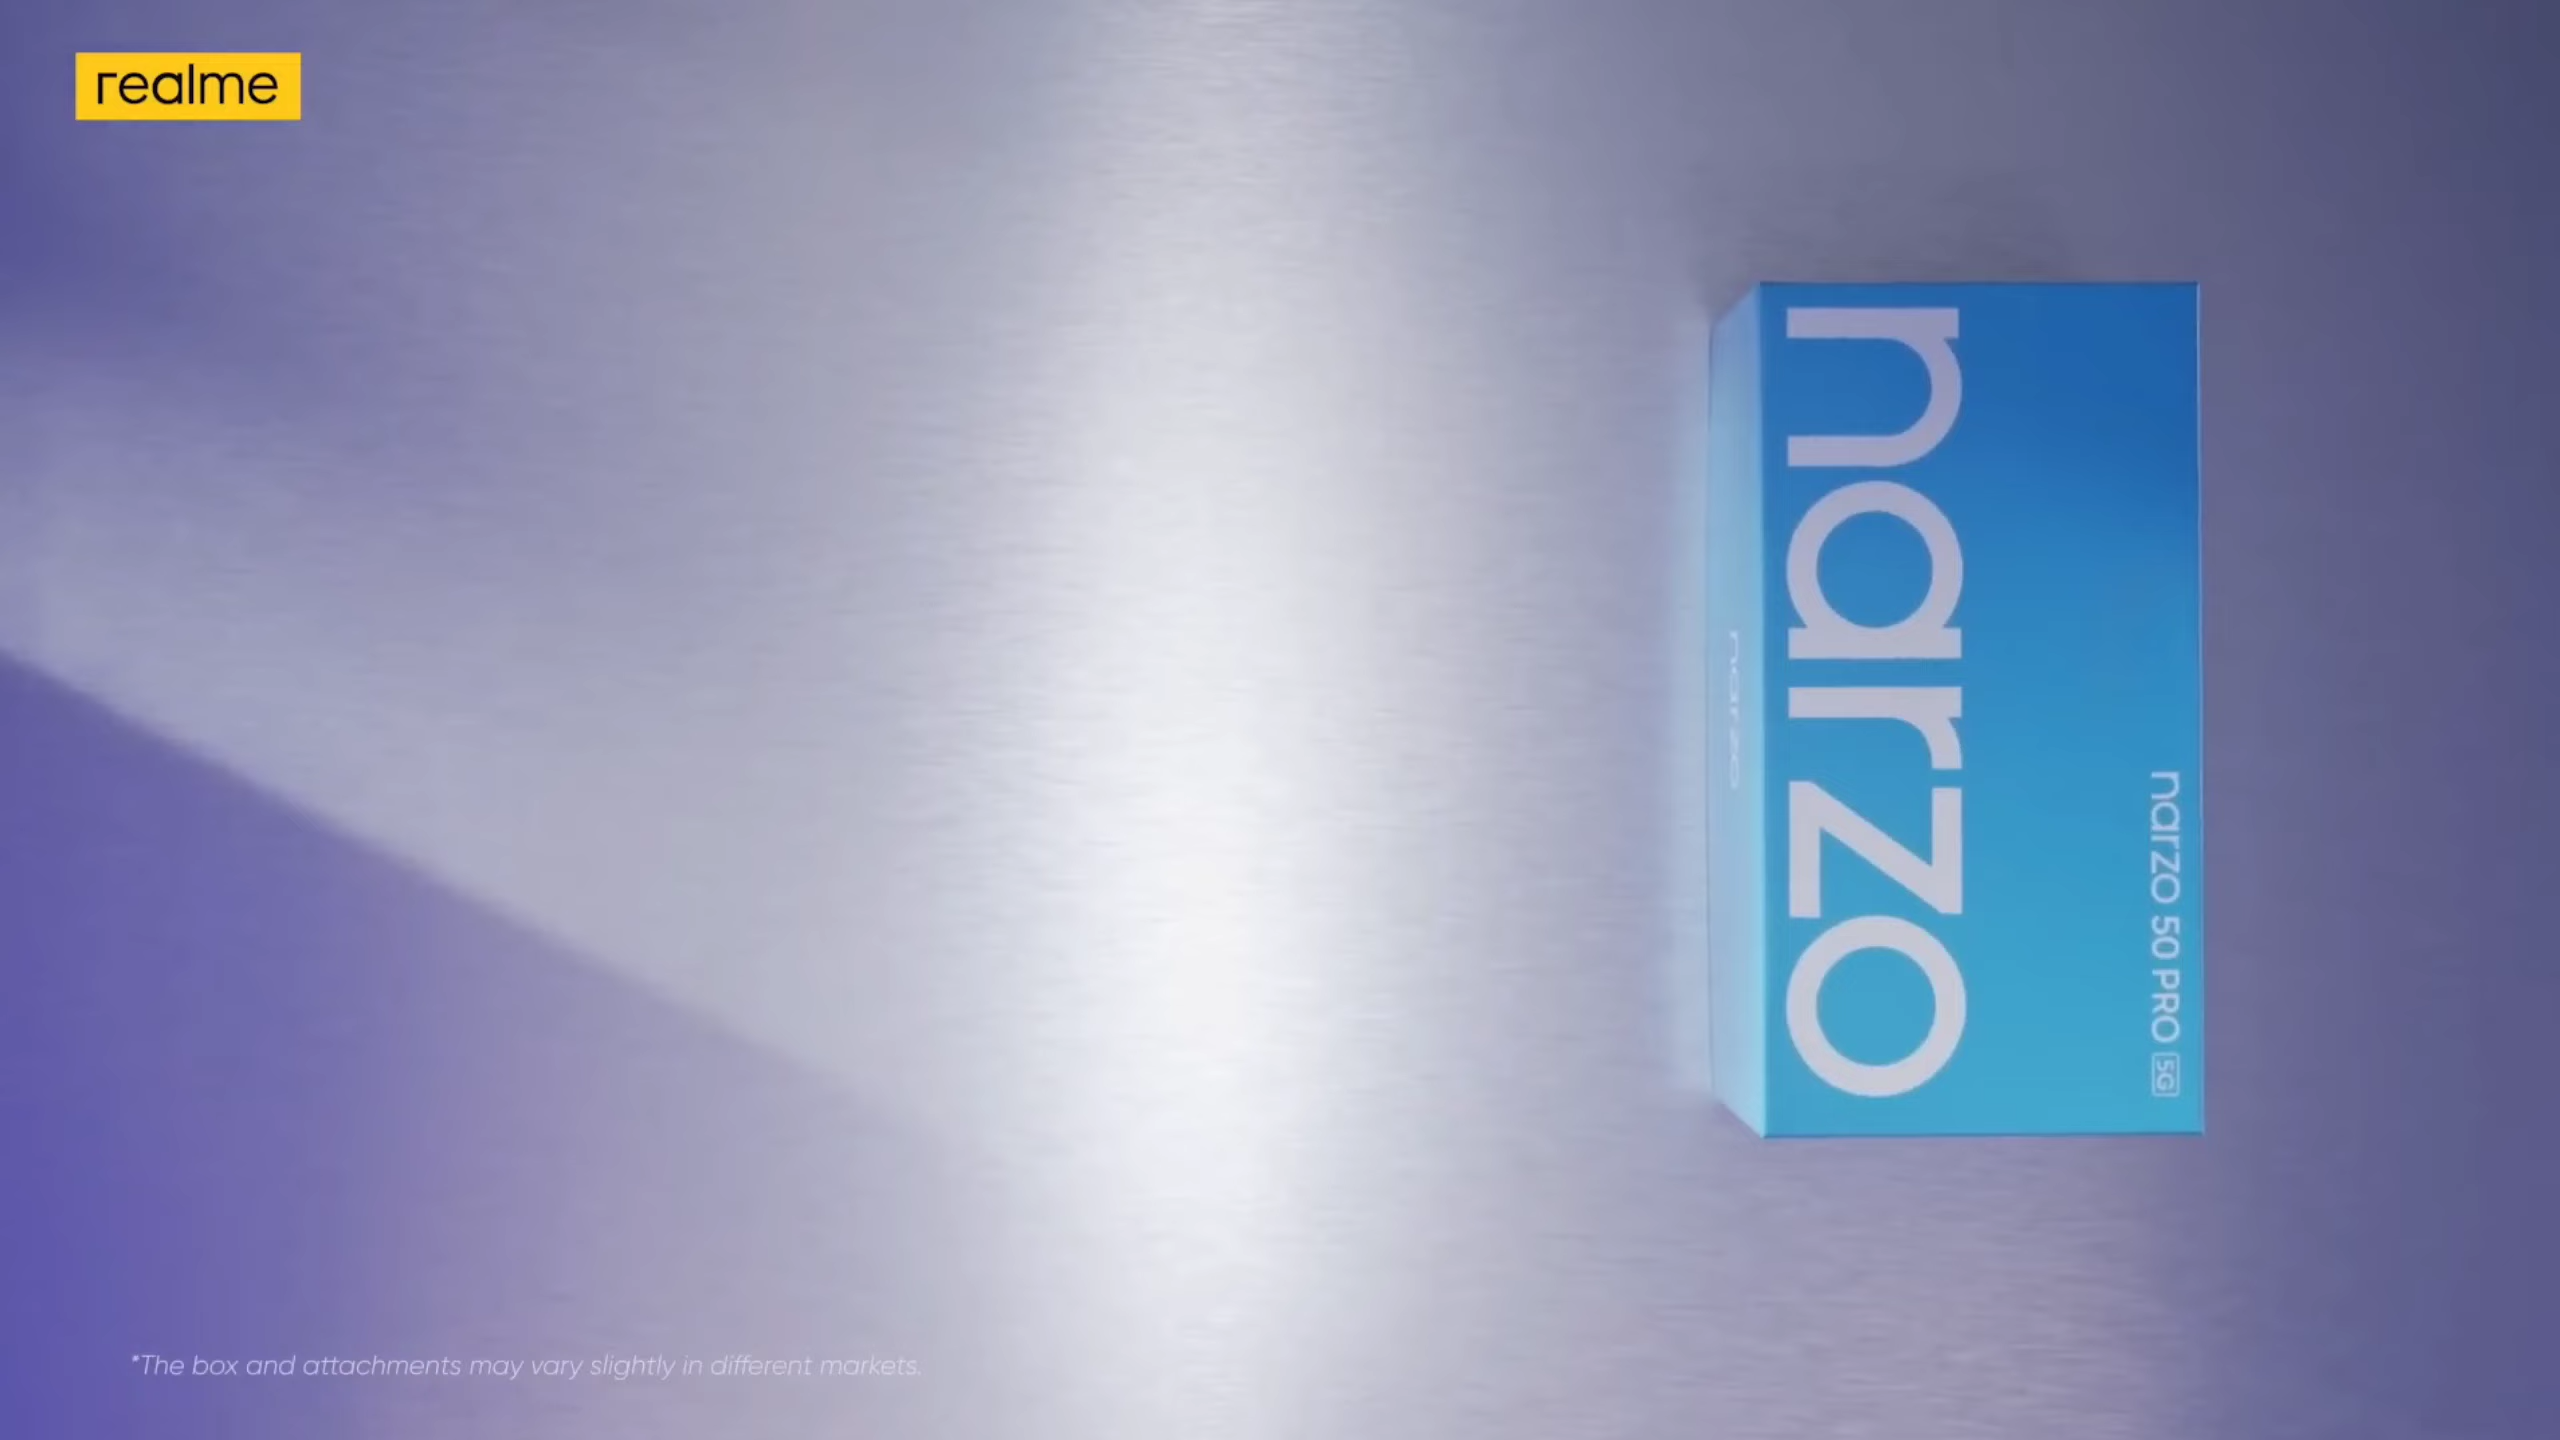 realme
narzo
narzo
narzo 50 PRO 5G
*The box and attachments may vary slightly in different markets.